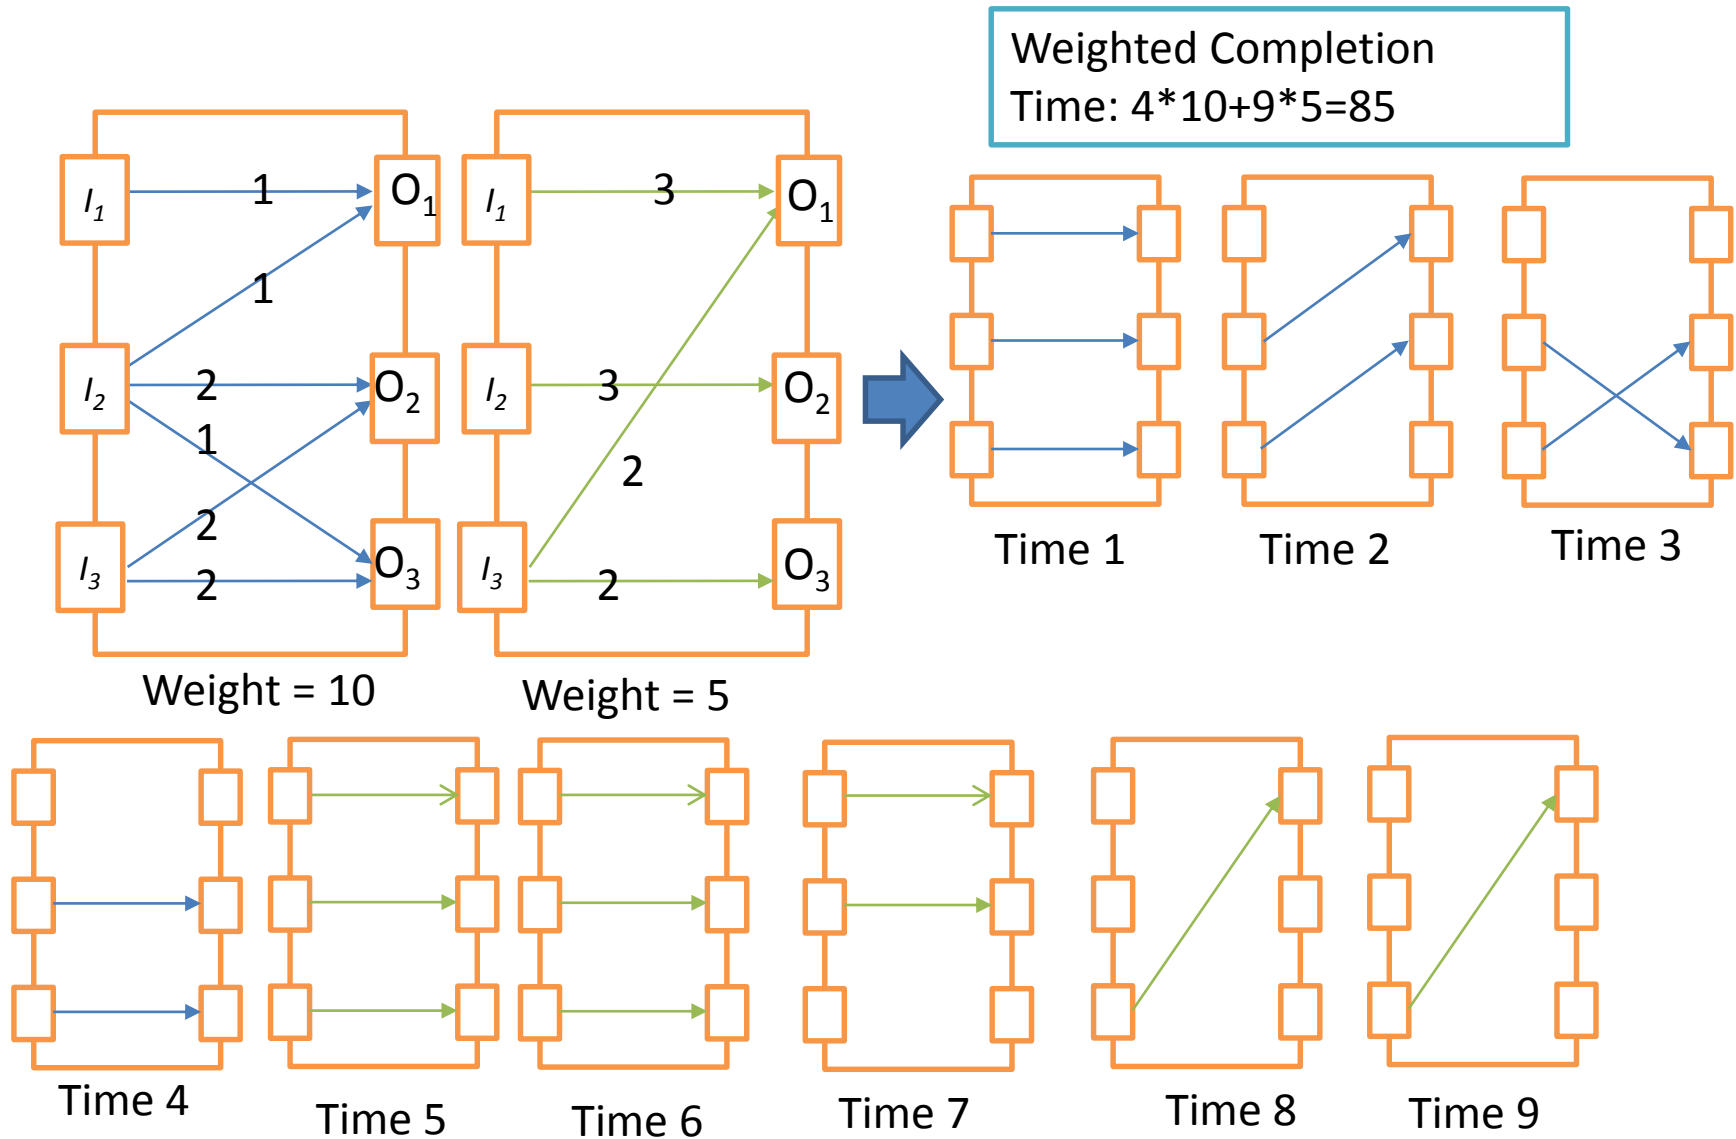 Weighted Completion
Time: 4*10+9*5=85
I1
1
O1
1
I2
2
O2
1
2
I3
2
O3
Weight = 10
I1
3
O1
I2
3
O2
2
I3
2
O3
Weight = 5
Time 1
Time 2
Time 3
Time 4
Time 5
Time 6
Time 7
Time 8
Time 9